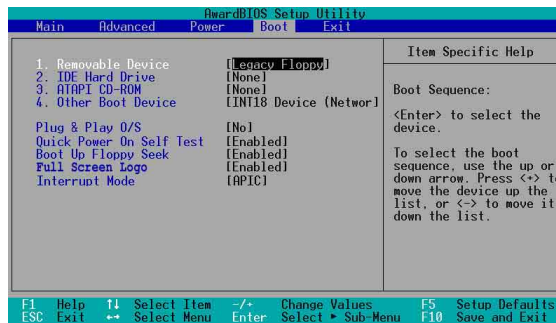 AwardBIOS Setup Utility
Main Advanced Power Boot Exit
Item Specific Help
1. Removable Device [Legacy Floppy]
2. IDE Hard Drive [None]
3. ATAPI CD-ROM [None]
4. Other Boot Device [INT18 Device (Networ]
Plug & Play O/S [No]
Quick Power On Self Test [Enabled]
Boot Up Floppy Seek [Enabled]
Full Screen Logo [Enabled]
Interrupt Mode [APIC]
Boot Sequence:
<Enter> to select the
device.
To select the boot
sequence, use the up or
down arrow. Press <+> t
move the device up the
list, or <-> to move it
down the list.
F1 Help ↑↓ Select Item -/+ Change Values F5 Setup Defaults
ESC Exit ←→ Select Menu Enter Select ► Sub-Menu F10 Save and Exit